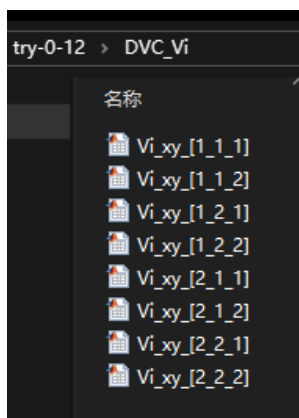 try-0-12 > DVC_Vi
名称
Vi_xy_[1_1_1]
Vi_xy_[1_1_2]
Vi_xy_[1_2_1]
Vi_xy_[1_2_2]
Vi_xy_[2_1_1]
Vi_xy_[2_1_2]
Vi_xy_[2_2_1]
Vi_xy_[2_2_2]